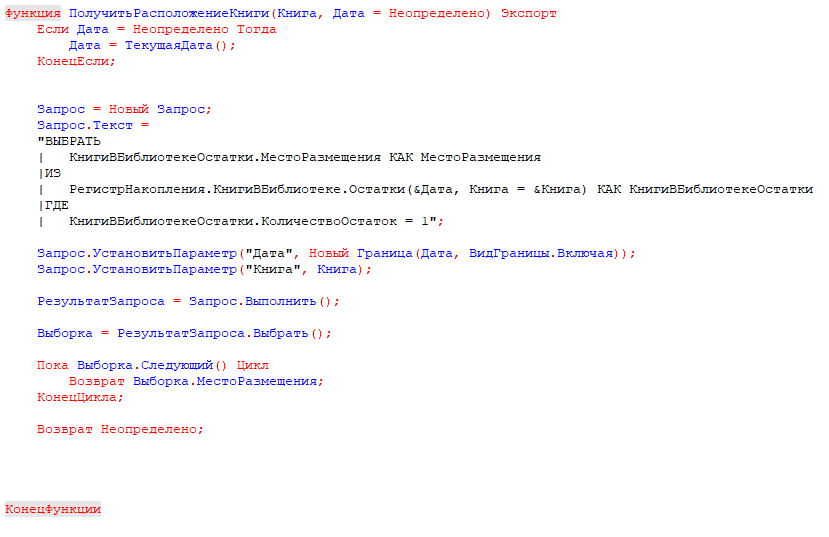 Функция ПолучитьРасположениеКниги(Книга, Дата = Неопределено) Экспорт
    Если Дата = Неопределено Тогда
        Дата = ТекущаяДата();
    КонецЕсли;
    Запрос = Новый Запрос;
    Запрос.Текст =
    "ВЫБРАТЬ
    |   КнигиВБиблиотекеОстатки.МестоРазмещения КАК МестоРазмещения
    |ИЗ
    |   РегистрНакопления.КнигиВБиблиотеке.Остатки(&Дата, Книга = &Книга) КАК КнигиВБиблиотекеОстатки
    |ГДЕ
    |   КнигиВБиблиотекеОстатки.КоличествоОстаток = 1";
    Запрос.УстановитьПараметр("Дата", Новый Граница(Дата, ВидГраницы.Включая));
    Запрос.УстановитьПараметр("Книга", Книга);
    РезультатЗапроса = Запрос.Выполнить();
    Выборка = РезультатЗапроса.Выбрать();
    Пока Выборка.Следующий() Цикл
        Возврат Выборка.МестоРазмещения;
    КонецЦикла;
    Возврат Неопределено;
КонецФункции